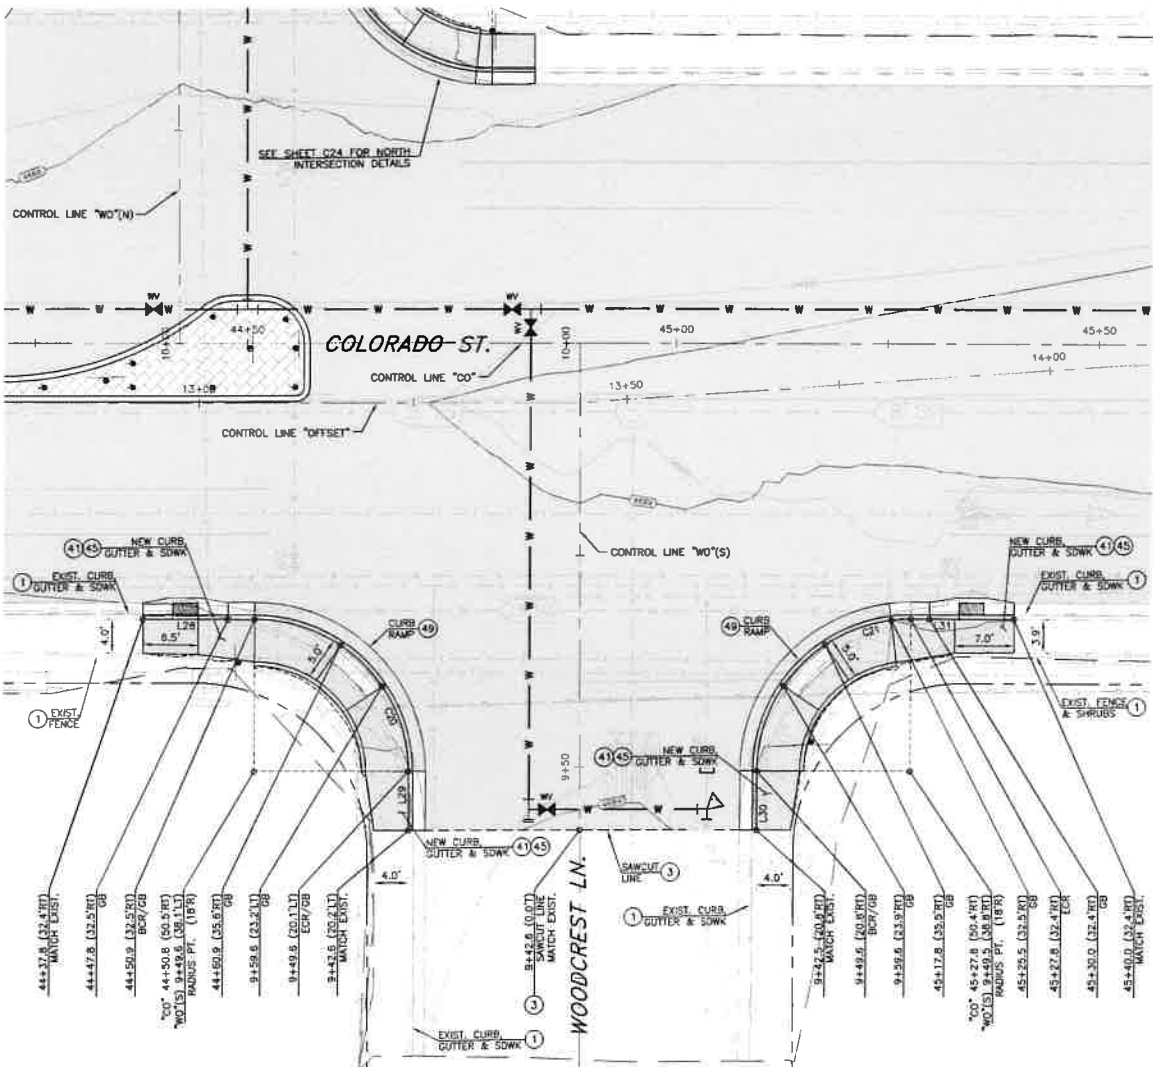 SEE SHEET C24 FOR NORTH
INTERSECTION DETAILS
CONTROL LINE "WO"(N)
W
W
W
W
W
WV
W
W
W
W
WV
W
W
W
W
W
W
W
W
WV
10+00
44+50
COLORADO ST.
10+00
45+00
45+50
14+00
CONTROL LINE "CO"
13+00
13+50
CONTROL LINE "OFFSET"
W
W
W
W
W
CONTROL LINE "WO"(S)
41 45 NEW CURB,
GUTTER & SDWK
1 EXIST. CURB,
GUTTER & SDWK
NEW CURB, 41 45
GUTTER & SDWK
EXIST. CURB, 1
GUTTER & SDWK
L28
6.5'
4.0'
5.0'
CURB 49
RAMP
49 CURB
RAMP
C21
5.0'
L31
7.0'
3.9'
1 EXIST.
FENCE
C20
EXIST. FENCE 1
& SHRUBS
41 45 NEW CURB,
GUTTER & SDWK
9+50
L29
WV
W
W
L30
NEW CURB, 41 45
GUTTER & SDWK
SAWCUT 3
LINE
4.0'
4.0'
1 EXIST. CURB,
GUTTER & SDWK
WOODCREST LN.
44+37.8 (32.4'RT)
MATCH EXIST.
44+47.8 (32.5'RT)
GB
44+50.9 (32.5'RT)
BCR/GB
"CO" 44+50.8 (50.5'RT)
"WO"(S) 9+49.6 (38.1'LT)
RADIUS PT. (18'R)
44+60.9 (35.6'RT)
GB
9+59.6 (23.2'LT)
GB
9+49.6 (20.1'LT)
ECR/GB
9+42.6 (20.2'LT)
MATCH EXIST.
9+42.6 (0.0'LT)
SAWCUT LINE
MATCH EXIST.
3
9+42.5 (20.8'RT)
MATCH EXIST.
9+49.6 (20.8'RT)
BCR/GB
9+59.6 (23.9'RT)
GB
45+17.8 (35.5'RT)
GB
"CO" 45+27.8 (50.4'RT)
"WO"(S) 9+49.5 (38.8'RT)
RADIUS PT. (18'R)
45+25.5 (32.5'RT)
GB
45+27.8 (32.4'RT)
ECR
45+30.0 (32.4'RT)
GB
45+40.0 (32.4'RT)
MATCH EXIST.
EXIST. CURB, 1
GUTTER & SDWK